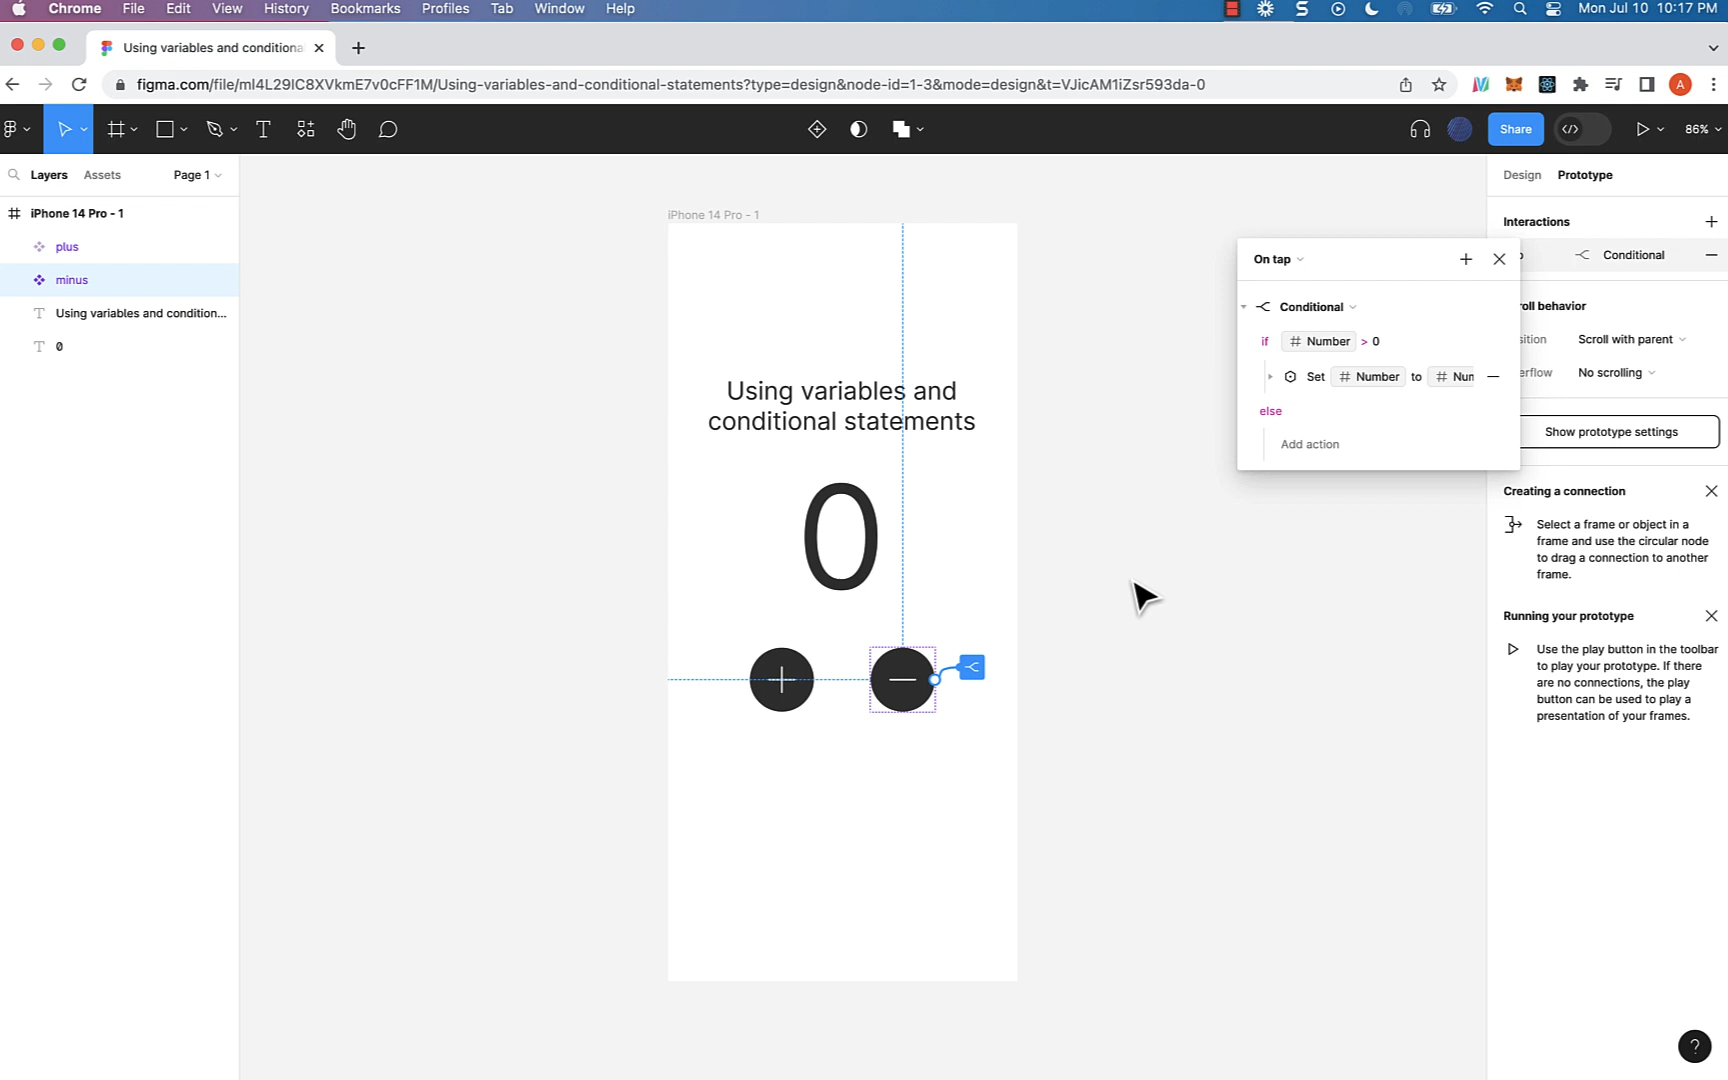 Chrome File Edit View History Bookmarks Profiles Tab Window Help
S
Mon Jul 10 10:17 PM
Using variables and conditiona
figma.com/file/ml4L29lC8XVkmE7v0cFF1M/Using-variables-and-conditional-statements?type=design&node-id=1-3&mode=design&t=VJicAM1iZsr593da-0
A
Share
86%
Layers Assets
Page 1
iPhone 14 Pro - 1
plus
minus
Using variables and condition...
0
iPhone 14 Pro - 1
Using variables and
conditional statements
0
On tap
Conditional
if # Number > 0
Set # Number to # Num
else
Add action
Design Prototype
Interactions
Conditional
roll behavior
sition Scroll with parent
erflow No scrolling
Show prototype settings
Creating a connection
Select a frame or object in a
frame and use the circular node
to drag a connection to another
frame.
Running your prototype
Use the play button in the toolbar
to play your prototype. If there
are no connections, the play
button can be used to play a
presentation of your frames.
?